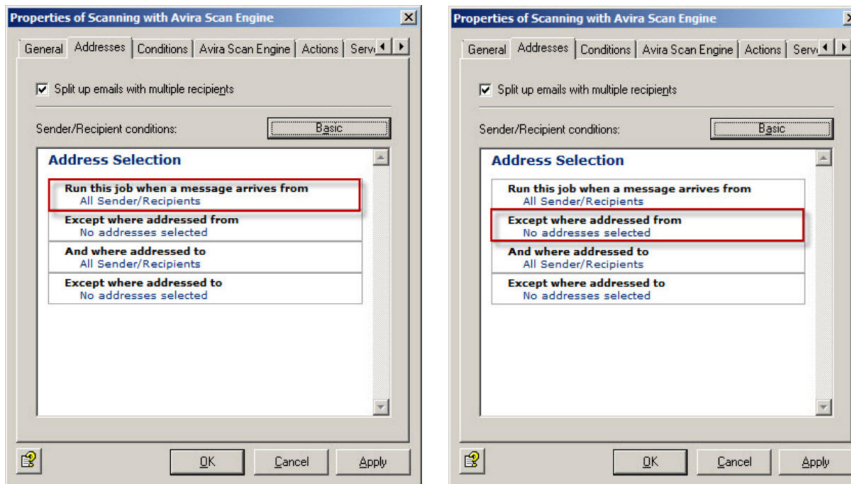 Properties of Scanning with Avira Scan Engine
General Addresses Conditions Avira Scan Engine Actions
Split up emails with multiple recipients
Sender/Recipient conditions: Basic
Address Selection
Run this job when a message arrives from
All Sender/Recipients
Except where addressed from
No addresses selected
And where addressed to
All Sender/Recipients
Except where addressed to
No addresses selected
OK Cancel Apply
Properties of Scanning with Avira Scan Engine
General Addresses Conditions Avira Scan Engine Actions
Split up emails with multiple recipients
Sender/Recipient conditions: Basic
Address Selection
Run this job when a message arrives from
All Sender/Recipients
Except where addressed from
No addresses selected
And where addressed to
All Sender/Recipients
Except where addressed to
No addresses selected
OK Cancel Apply